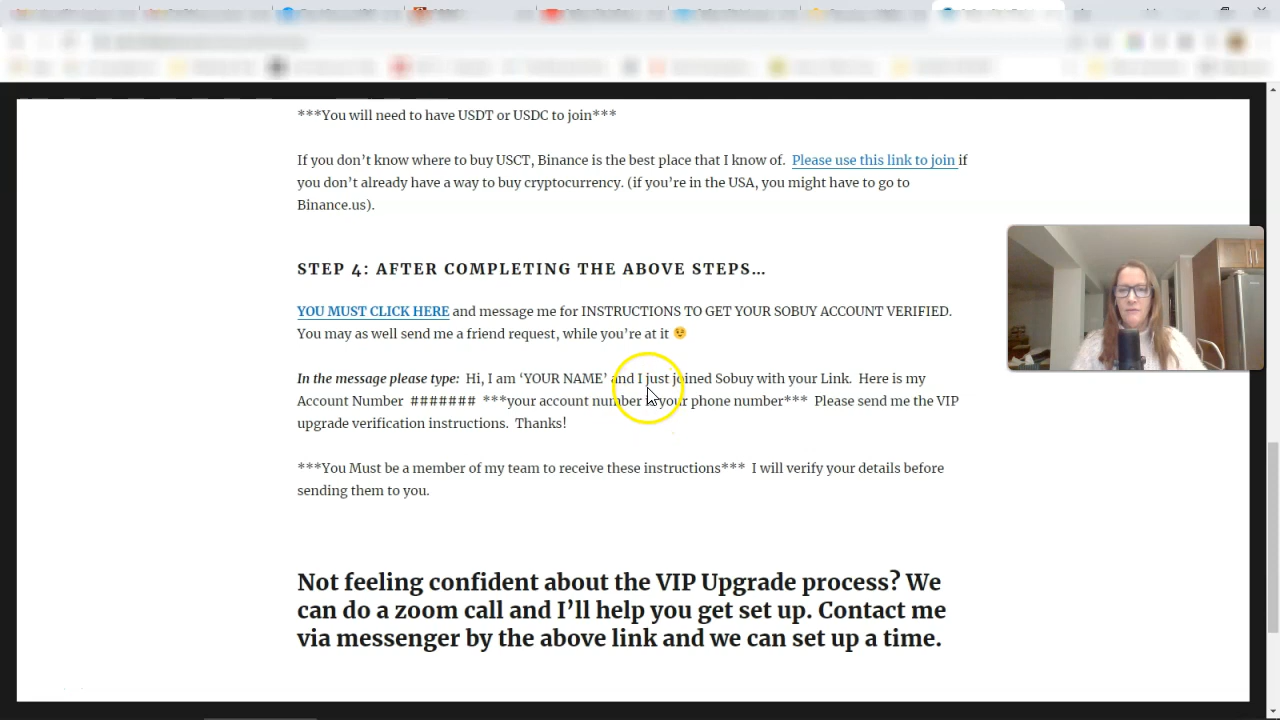 ***You will need to have USDT or USDC to join***
If you don’t know where to buy USCT, Binance is the best place that I know of.  Please use this link to join if
you don’t already have a way to buy cryptocurrency. (if you’re in the USA, you might have to go to
Binance.us).
STEP 4: AFTER COMPLETING THE ABOVE STEPS…
YOU MUST CLICK HERE and message me for INSTRUCTIONS TO GET YOUR SOBUY ACCOUNT VERIFIED.
You may as well send me a friend request, while you’re at it 😉
In the message please type:  Hi, I am ‘YOUR NAME’ and I just joined Sobuy with your Link.  Here is my
Account Number  #######  ***your account number is your phone number***  Please send me the VIP
upgrade verification instructions.  Thanks!
***You Must be a member of my team to receive these instructions***  I will verify your details before
sending them to you.
Not feeling confident about the VIP Upgrade process? We
can do a zoom call and I’ll help you get set up. Contact me
via messenger by the above link and we can set up a time.